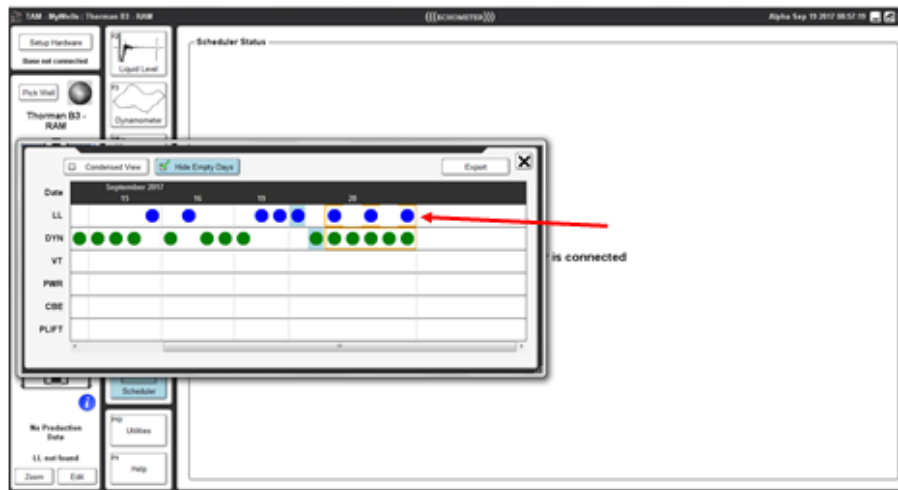 TAM - MyWells : Thorman B3 - RAM
(((ECHOMETER)))
Alpha Sep 19 2017 08:57:19
Setup Hardware
Base not connected
Pick Well
Thorman B3 -
RAM
Liquid Level
F5
Dynamometer
Scheduler Status
Condensed View
Hide Empty Days
Export
Date
September 2017
15 16 19 20
LL
DYN
VT
PWR
CBE
PLIFT
is connected
Scheduler
No Production
Data
LL not found
Zoom
Edit
Utilities
Help